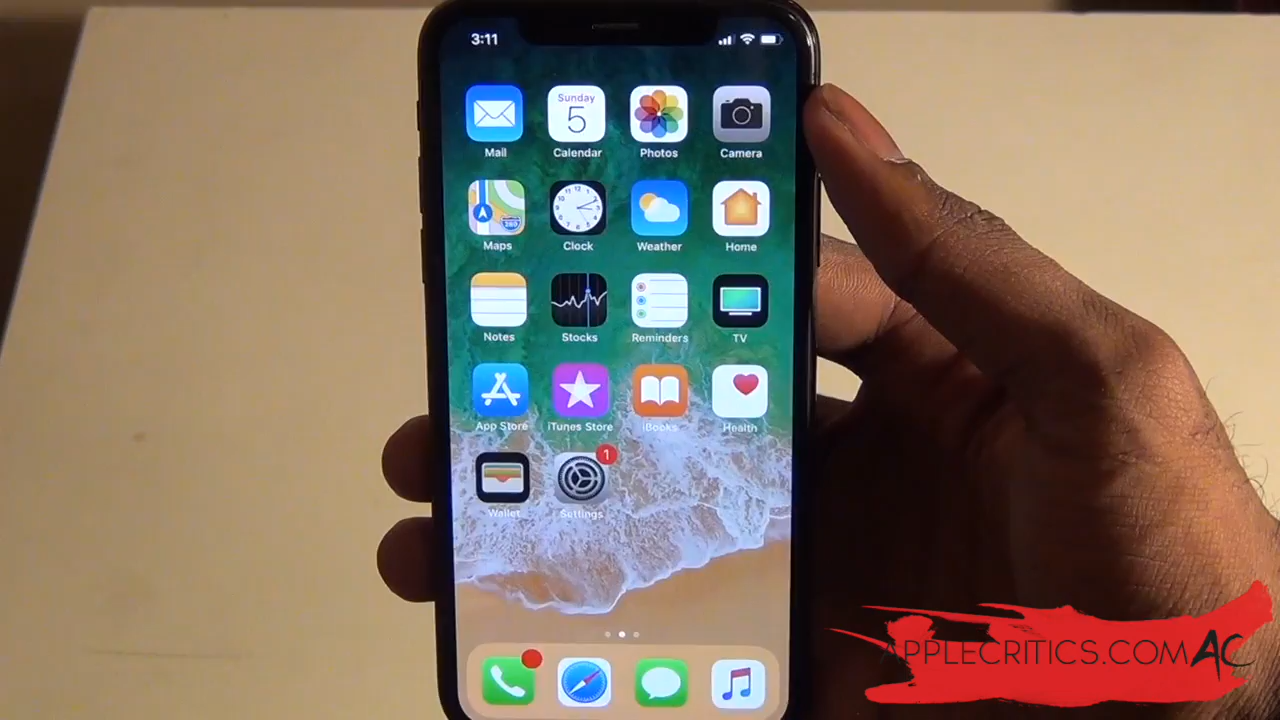 3:11
Sunday
5
Mail Calendar Photos Camera
280
Maps Clock Weather Home
Notes Stocks Reminders TV
App Store iTunes Store iBooks Health
1
Wallet Settings
APPLECRITICS.COM AC